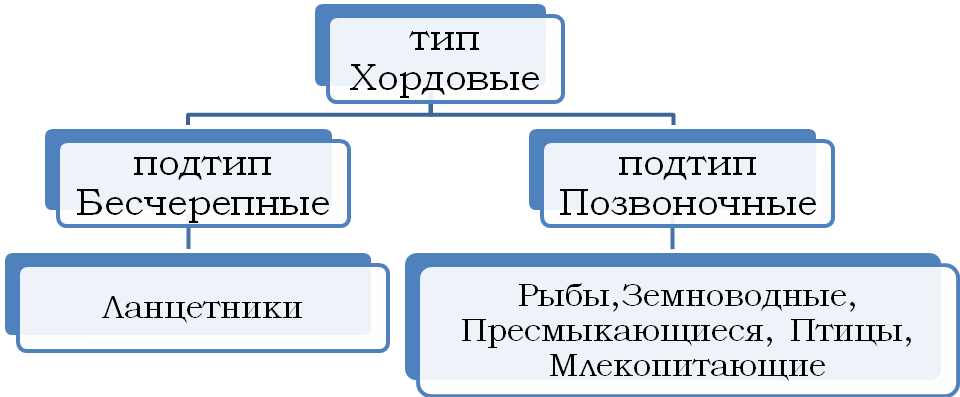 тип
Хордовые
подтип
Бесчерепные
подтип
Позвоночные
Ланцетники
Рыбы,Земноводные,
Пресмыкающиеся, Птицы,
Млекопитающие